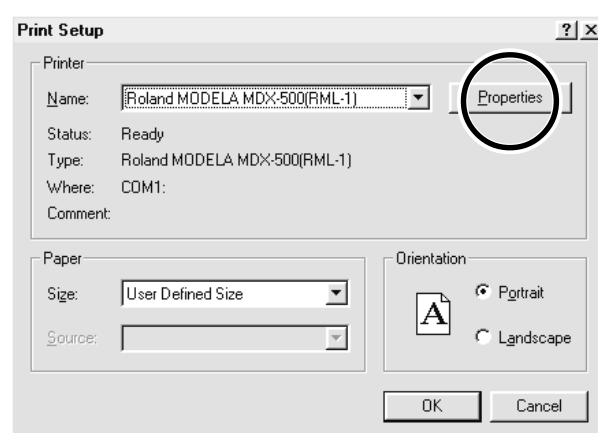 Print Setup ? ×
Printer
Name: Roland MODELA MDX-500(RML-1) Properties
Status: Ready
Type: Roland MODELA MDX-500(RML-1)
Where: COM1:
Comment:
Paper
Size: User Defined Size
Source:
Orientation
A
Portrait
Landscape
OK Cancel